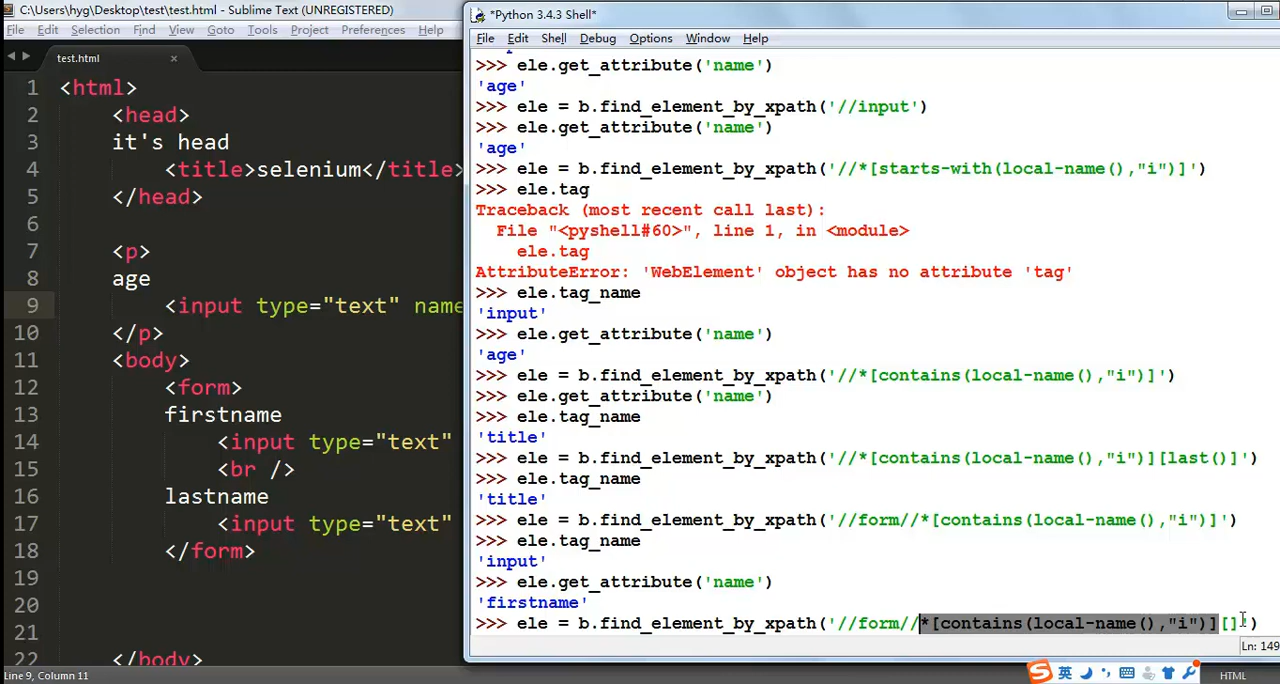 C:\Users\hyg\Desktop\test\test.html - Sublime Text (UNREGISTERED)
File Edit Selection Find View Goto Tools Project Preferences Help
test.html ×
1 <html>
2 <head>
3 it's head
4 <title>selenium</title>
5 </head>
6
7 <p>
8 age
9 <input type="text" name
10 </p>
11 <body>
12 <form>
13 firstname
14 <input type="text"
15 <br />
16 lastname
17 <input type="text"
18 </form>
19
20
21
22 </body>
Line 9, Column 11
*Python 3.4.3 Shell*
File Edit Shell Debug Options Window Help
>>> ele.get_attribute('name')
'age'
>>> ele = b.find_element_by_xpath('//input')
>>> ele.get_attribute('name')
'age'
>>> ele = b.find_element_by_xpath('//*[starts-with(local-name(),"i")]')
>>> ele.tag
Traceback (most recent call last):
File "<pyshell#60>", line 1, in <module>
ele.tag
AttributeError: 'WebElement' object has no attribute 'tag'
>>> ele.tag_name
'input'
>>> ele.get_attribute('name')
'age'
>>> ele = b.find_element_by_xpath('//*[contains(local-name(),"i")]')
>>> ele.get_attribute('name')
>>> ele.tag_name
'title'
>>> ele = b.find_element_by_xpath('//*[contains(local-name(),"i")][last()]')
>>> ele.tag_name
'title'
>>> ele = b.find_element_by_xpath('//form//*[contains(local-name(),"i")]')
>>> ele.tag_name
'input'
>>> ele.get_attribute('name')
'firstname'
>>> ele = b.find_element_by_xpath('//form//*[contains(local-name(),"i")][]')
Ln: 149
英
HTML